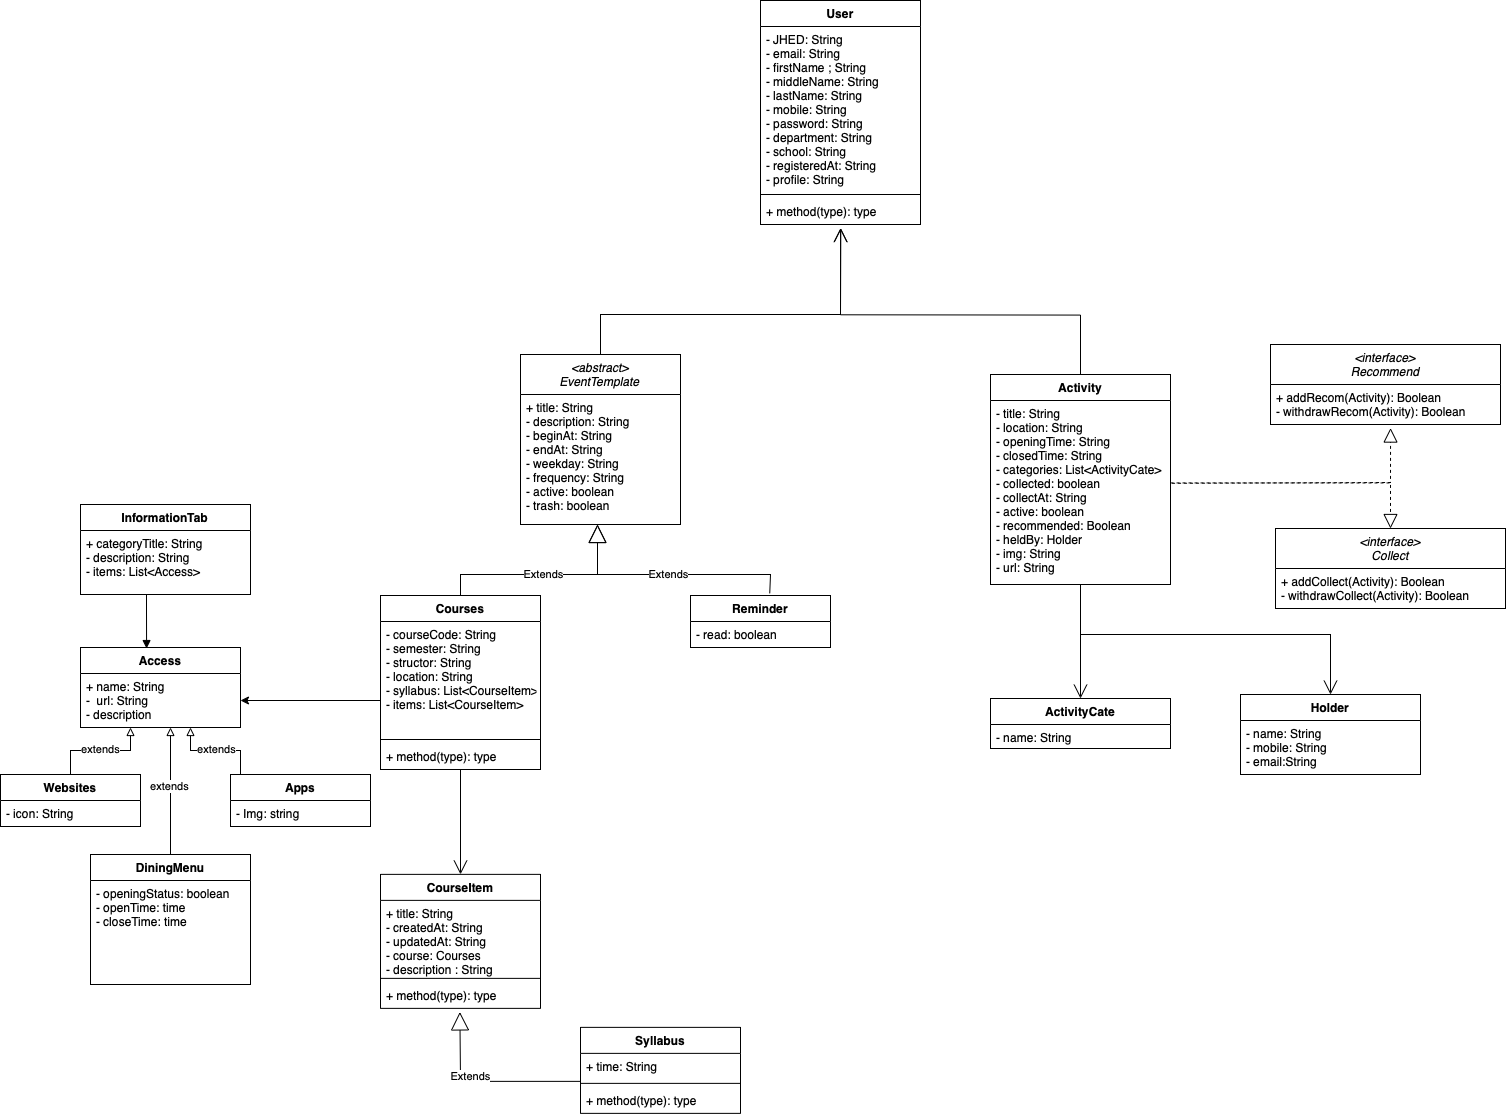 User
- JHED: String
- email: String
- firstName ; String
- middleName: String
- lastName: String
- mobile: String
- password: String
- department: String
- school: String
- registeredAt: String
- profile: String
+ method(type): type
<abstract>
EventTemplate
+ title: String
- description: String
- beginAt: String
- endAt: String
- weekday: String
- frequency: String
- active: boolean
- trash: boolean
Activity
- title: String
- location: String
- openingTime: String
- closedTime: String
- categories: List<ActivityCate>
- collected: boolean
- collectAt: String
- active: boolean
- recommended: Boolean
- heldBy: Holder
- img: String
- url: String
<interface>
Recommend
+ addRecom(Activity): Boolean
- withdrawRecom(Activity): Boolean
<interface>
Collect
+ addCollect(Activity): Boolean
- withdrawCollect(Activity): Boolean
InformationTab
+ categoryTitle: String
- description: String
- items: List<Access>
Extends
Extends
Courses
- courseCode: String
- semester: String
- structor: String
- location: String
- syllabus: List<CourseItem>
- items: List<CourseItem>
+ method(type): type
Reminder
- read: boolean
Access
+ name: String
- url: String
- description
extends
extends
extends
Websites
- icon: String
Apps
- Img: string
DiningMenu
- openingStatus: boolean
- openTime: time
- closeTime: time
ActivityCate
- name: String
Holder
- name: String
- mobile: String
- email:String
CourseItem
+ title: String
- createdAt: String
- updatedAt: String
- course: Courses
- description : String
+ method(type): type
Extends
Syllabus
+ time: String
+ method(type): type